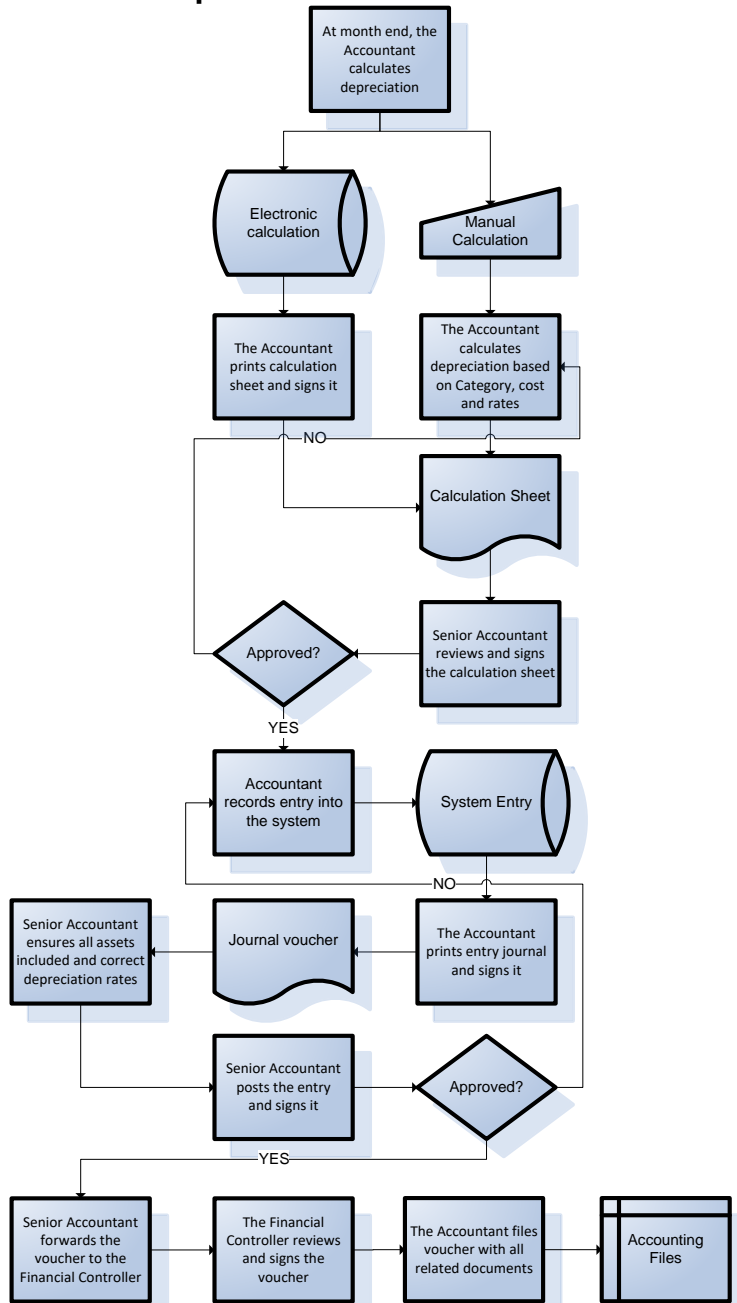 At month end, the
Accountant
calculates
depreciation
Electronic
calculation
Manual
Calculation
The Accountant
prints calculation
sheet and signs it
The Accountant
calculates
depreciation based
on Category, cost
and rates
NO
Calculation Sheet
Senior Accountant
reviews and signs
the calculation sheet
Approved?
YES
Accountant
records entry into
the system
System Entry
NO
The Accountant
prints entry journal
and signs it
Journal voucher
Senior Accountant
ensures all assets
included and correct
depreciation rates
Senior Accountant
posts the entry
and signs it
Approved?
YES
Senior Accountant
forwards the
voucher to the
Financial Controller
The Financial
Controller reviews
and signs the
voucher
The Accountant files
voucher with all
related documents
Accounting
Files